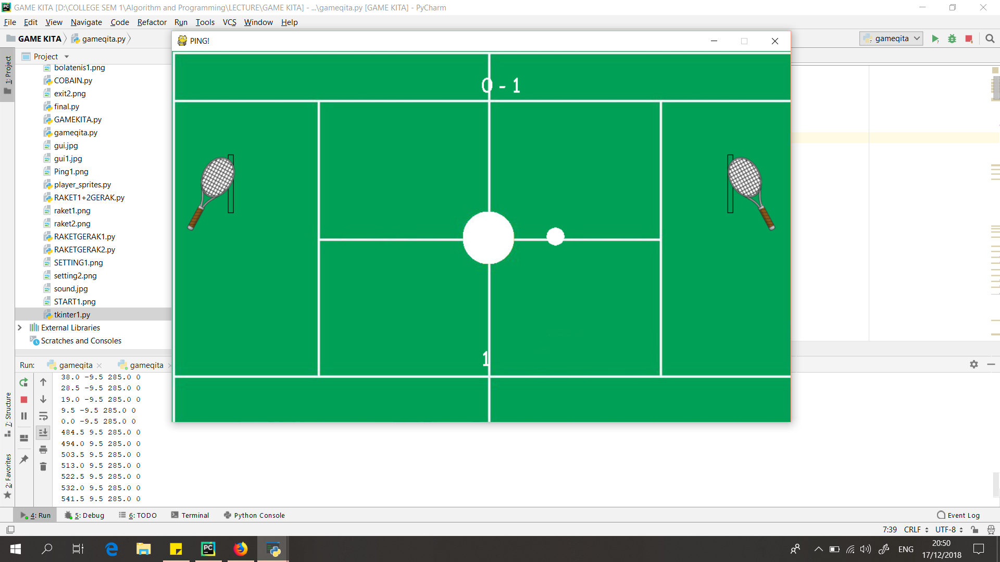 GAME KITA [D:\COLLEGE SEM 1\Algorithm and Programming\LECTURE\GAME KITA] - ...\gameqita.py [GAME KITA] - PyCharm
File Edit View Navigate Code Refactor Run Tools VCS Window Help
GAME KITA gameqita.py
gameqita
PING!
1: Project
Project
bolatenis1.png
COBAIN.py
exit2.png
final.py
GAMEKITA.py
gameqita.py
gui.jpg
gui1.jpg
Ping1.png
player_sprites.py
RAKET1+2GERAK.py
raket1.png
raket2.png
RAKETGERAK1.py
RAKETGERAK2.py
SETTING1.png
setting2.png
sound.jpg
START1.png
tkinter1.py
External Libraries
Scratches and Consoles
0 - 1
1
Run: gameqita gameqita
7: Structure
2: Favorites
38.0 -9.5 285.0 0
28.5 -9.5 285.0 0
19.0 -9.5 285.0 0
9.5 -9.5 285.0 0
0.0 -9.5 285.0 0
484.5 9.5 285.0 0
494.0 9.5 285.0 0
503.5 9.5 285.0 0
513.0 9.5 285.0 0
522.5 9.5 285.0 0
532.0 9.5 285.0 0
541.5 9.5 285.0 0
4: Run 5: Debug 6: TODO Terminal Python Console Event Log
7:39 CRLF UTF-8
PC
ENG
20:50
17/12/2018